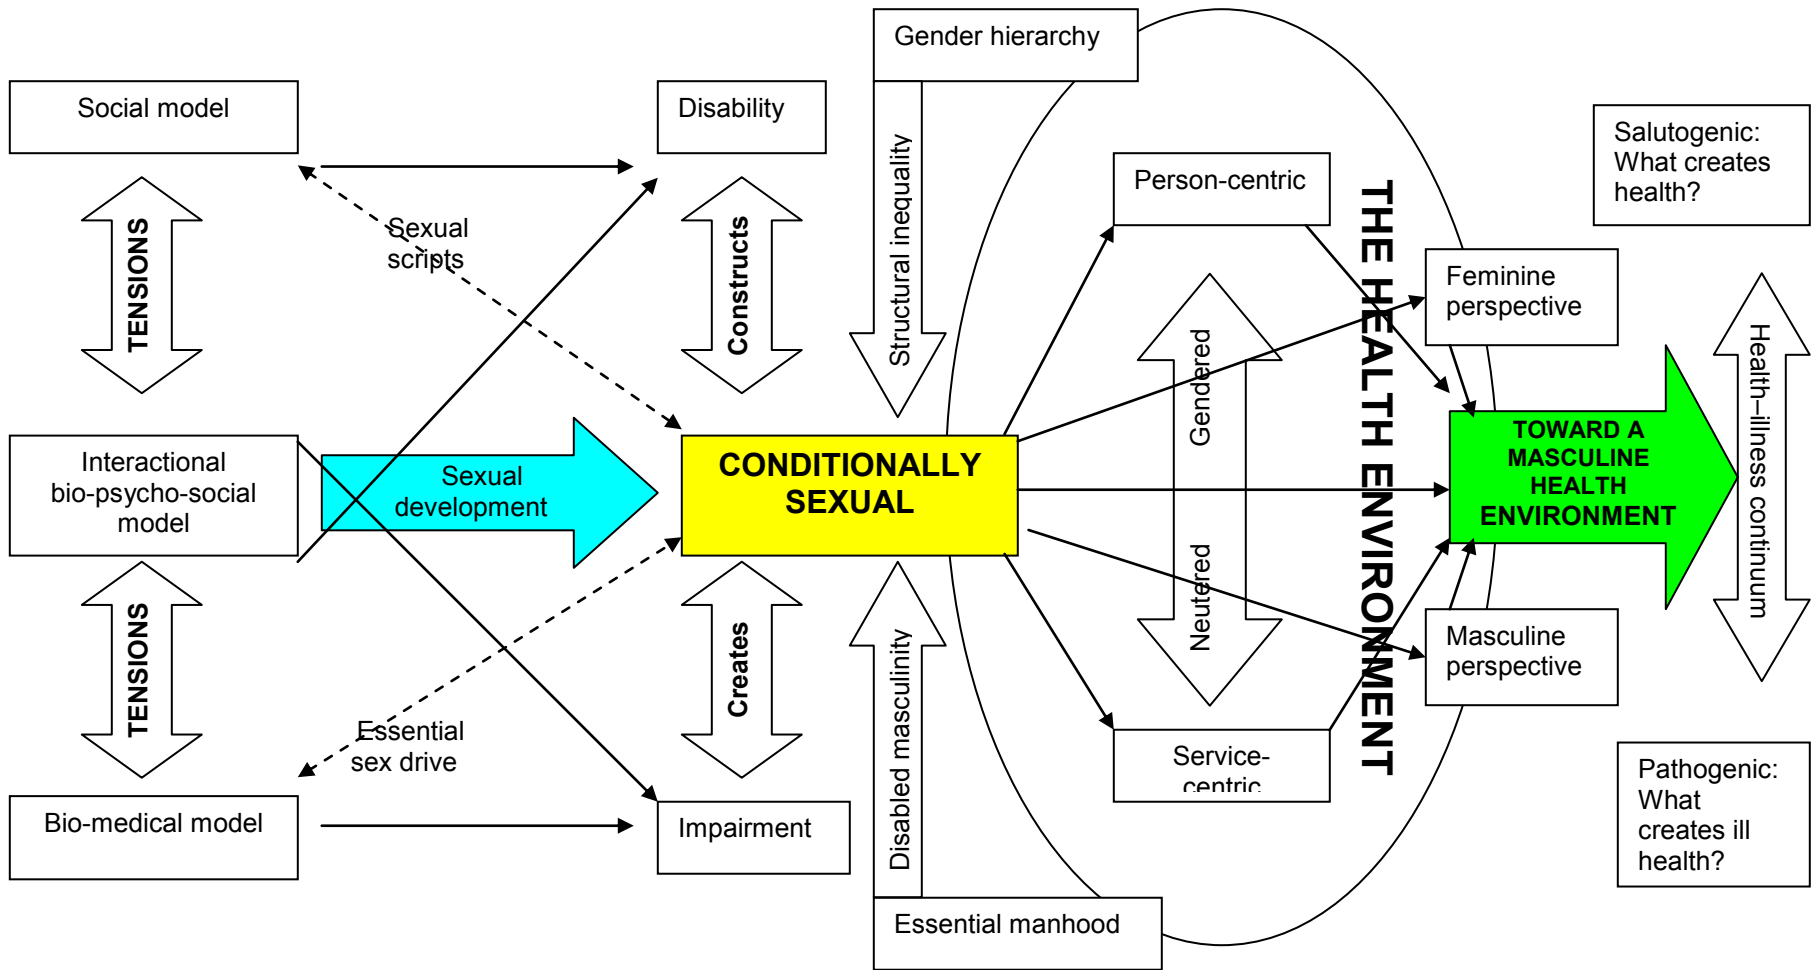 Gender hierarchy
Social model
Disability
Salutogenic:
What creates
health?
Person-centric
TENSIONS
Sexual
scripts
Constructs
Structural inequality
THE HEALTH ENVIRONMENT
Feminine
perspective
Gendered
Health–illness continuum
Interactional
bio-psycho-social
model
Sexual
development
CONDITIONALLY
SEXUAL
TOWARD A
MASCULINE
HEALTH
ENVIRONMENT
Neutered
TENSIONS
Creates
Disabled masculinity
Masculine
perspective
Essential
sex drive
Service-
centric
Pathogenic:
What
creates ill
health?
Bio-medical model
Impairment
Essential manhood